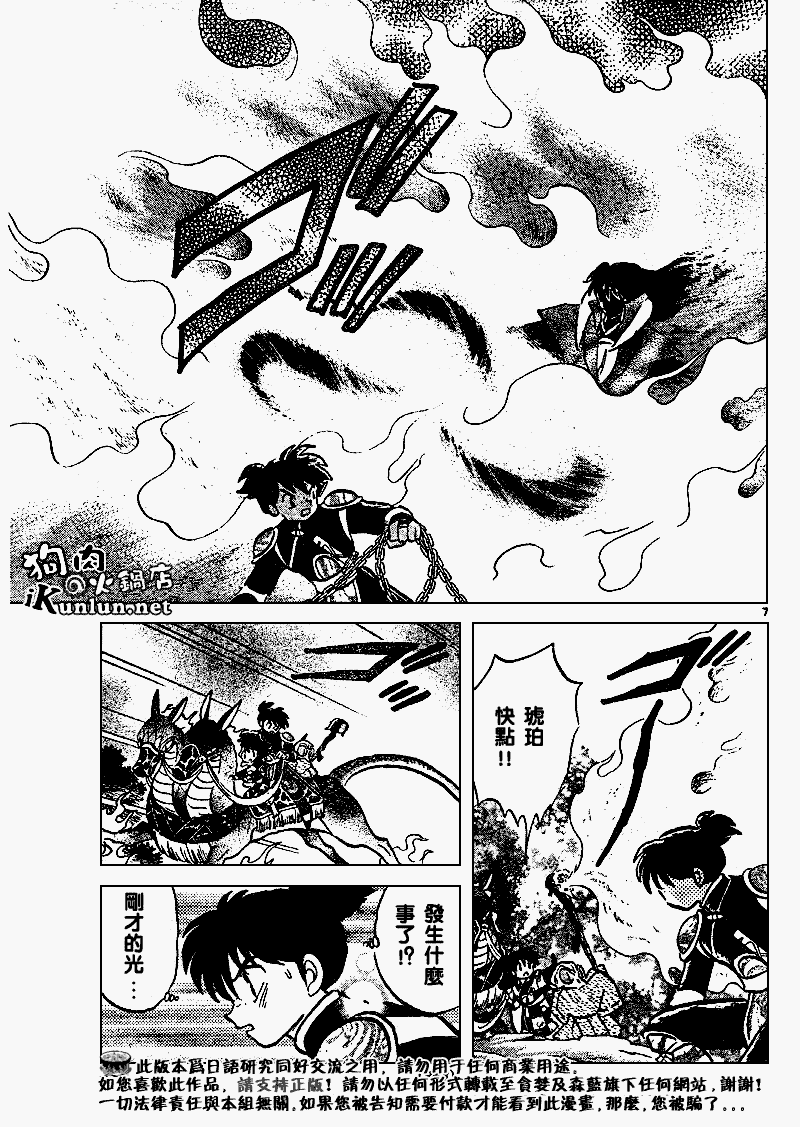 ゴ
狗肉
の火鍋店
iKunlun.net
7
琥珀
快點!!
ゴ
ゴ
發生什麼
事了!?
剛才的光…
此版本爲日語研究同好交流之用，請勿用于任何商業用途。
如您喜歡此作品，請支持正版！請勿以任何形式轉載至貪婪及森藍旗下任何網站，謝謝！
一切法律責任與本組無關。如果您被告知需要付款才能看到此漫畫，那麼，您被騙了...